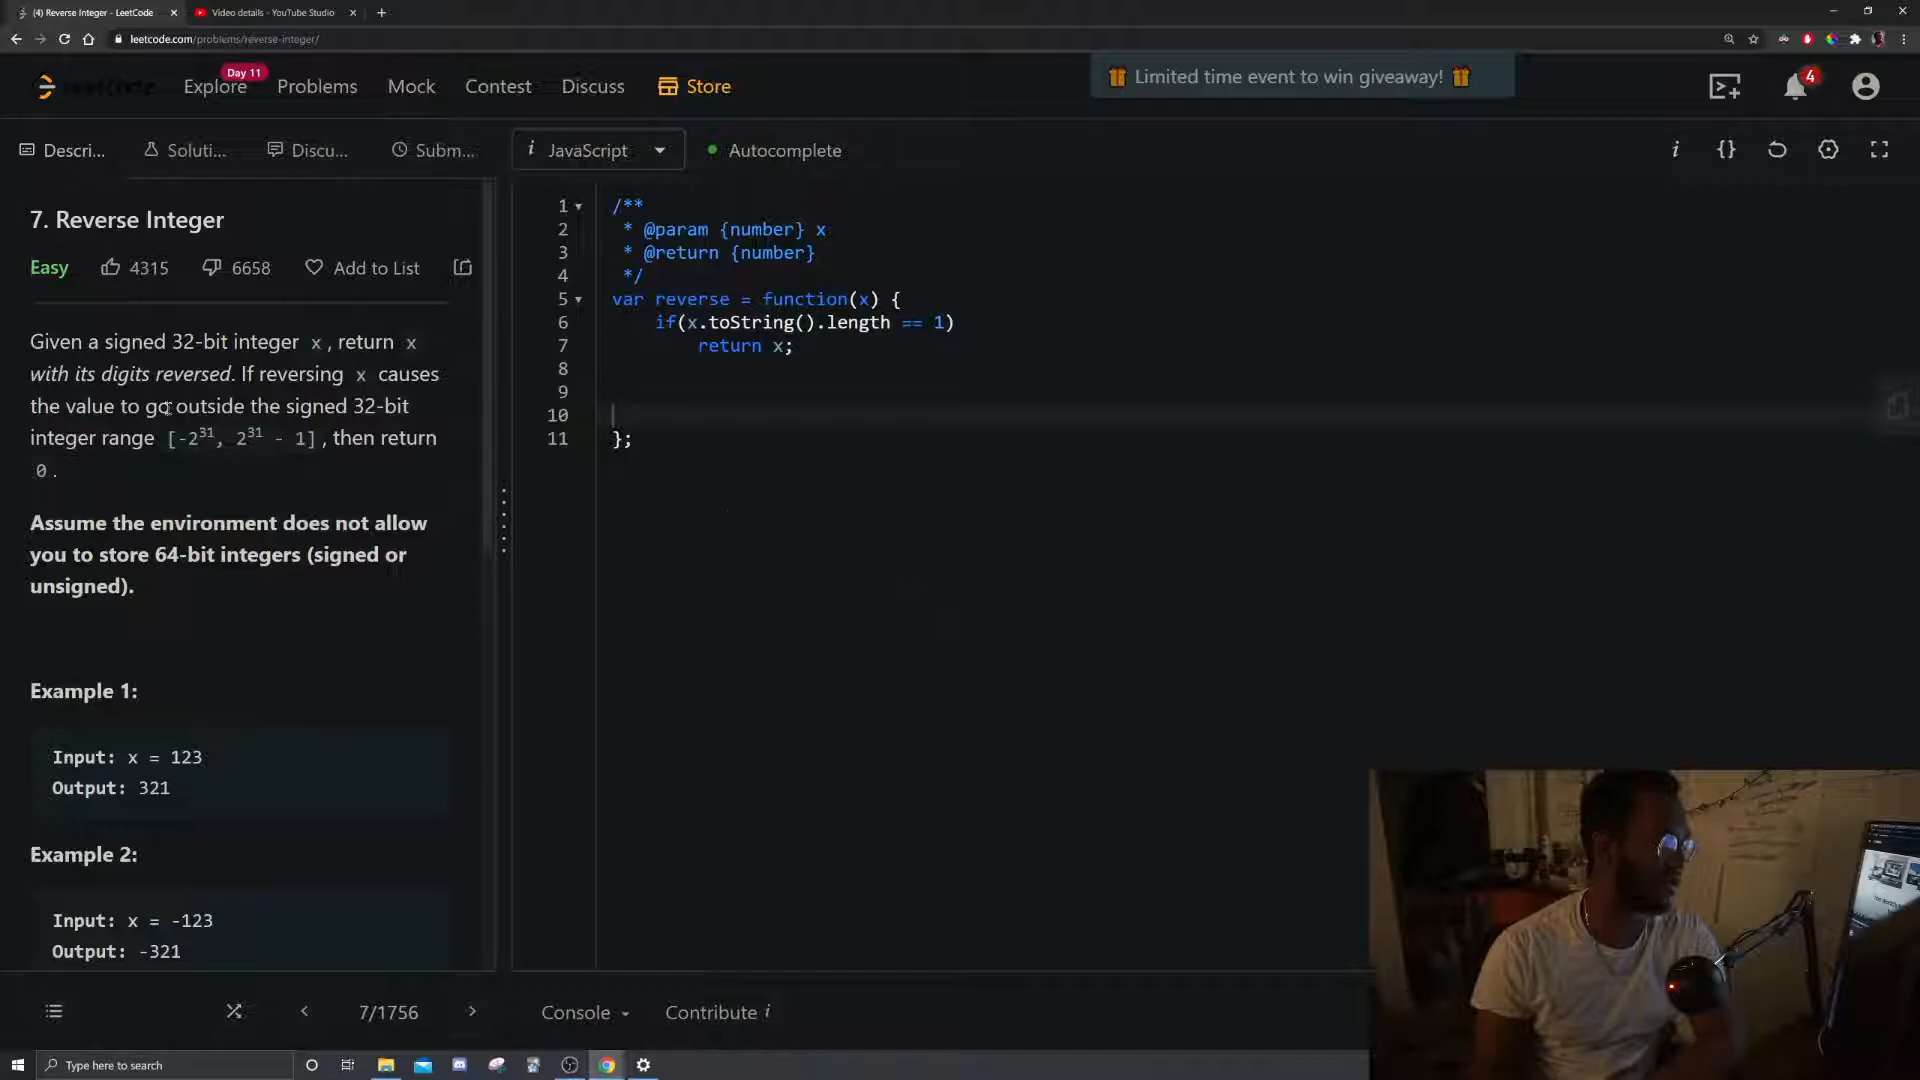 (4) Reverse Integer - LeetCode
Video details - YouTube Studio
leetcode.com/problems/reverse-integer/
Explore
Day 11
Problems
Mock
Contest
Discuss
Store
Limited time event to win giveaway!
4
Descri...
Soluti...
Discu...
Subm...
i JavaScript
Autocomplete
i {}
7. Reverse Integer
Easy
4315
6658
Add to List
Given a signed 32-bit integer x, return x
with its digits reversed. If reversing x causes
the value to go outside the signed 32-bit
integer range [-2³¹, 2³¹ - 1], then return
0.
Assume the environment does not allow
you to store 64-bit integers (signed or
unsigned).
Example 1:
Input: x = 123
Output: 321
Example 2:
Input: x = -123
Output: -321
1 /**
2 * @param {number} x
3 * @return {number}
4 */
5 var reverse = function(x) {
6 if(x.toString().length == 1)
7 return x;
8
9
10
11 };
7/1756
Console
Contribute i
Type here to search